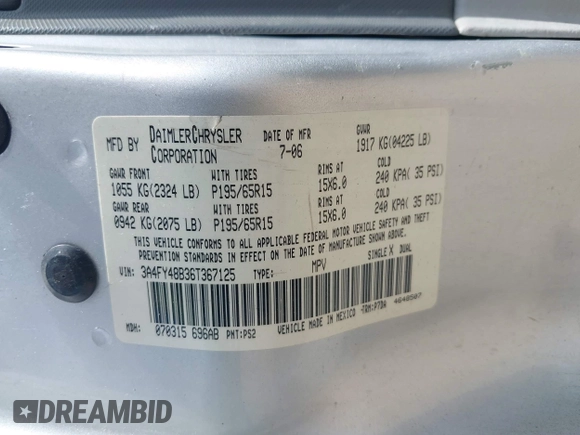 MFD BY DAIMLERCHRYSLER CORPORATION DATE OF MFR 7-06 GVWR 1917 KG(04225 LB)
GAWR FRONT WITH TIRES RIMS AT COLD
1055 KG(2324 LB) P195/65R15 15X6.0 240 KPA( 35 PSI)
GAWR REAR WITH TIRES RIMS AT COLD
0942 KG(2075 LB) P195/65R15 15X6.0 240 KPA( 35 PSI)
THIS VEHICLE CONFORMS TO ALL APPLICABLE FEDERAL MOTOR VEHICLE SAFETY AND THEFT
PREVENTION STANDARDS IN EFFECT ON THE DATE OF MANUFACTURE SHOWN ABOVE.
VIN: 3A4FY48B36T367125 TYPE: MPV SINGLE X DUAL
MDH: 070315 696AB PNT:PS2 VEHICLE MADE IN MEXICO -TRM:P7DA 4648507
DREAMBID